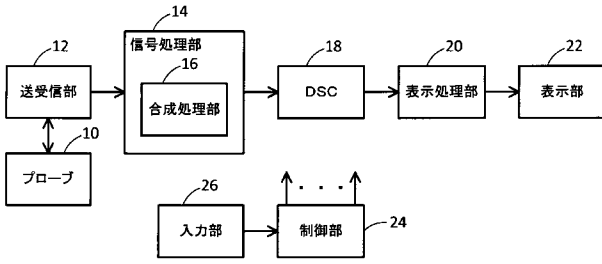 12
送受信部
14
信号処理部
16
合成処理部
18
DSC
20
表示処理部
22
表示部
10
プローブ
26
入力部
・・・
24
制御部